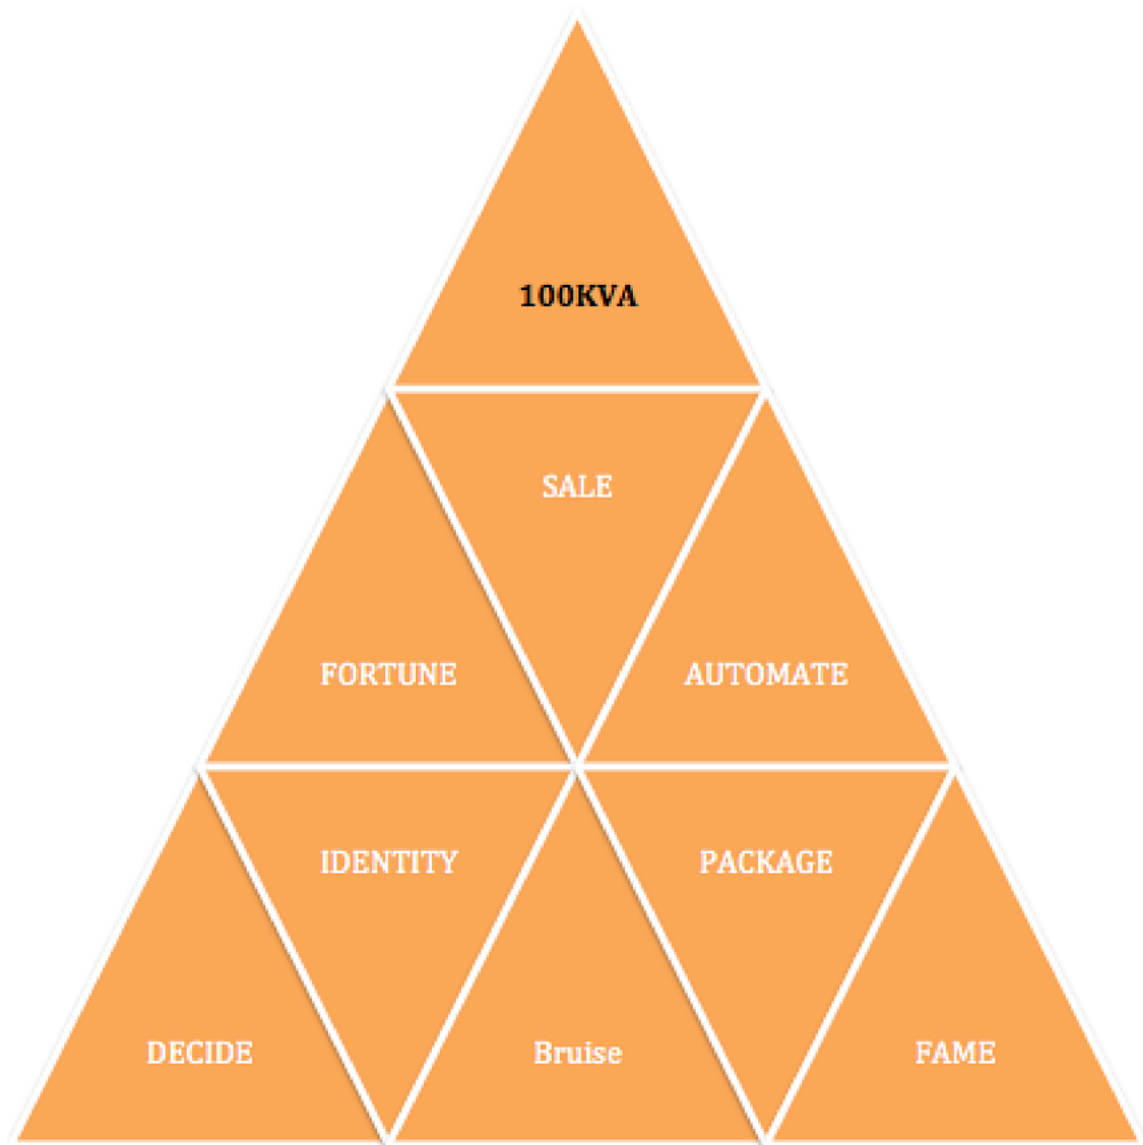 100KVA
SALE
FORTUNE
AUTOMATE
IDENTITY
PACKAGE
DECIDE
Bruise
FAME